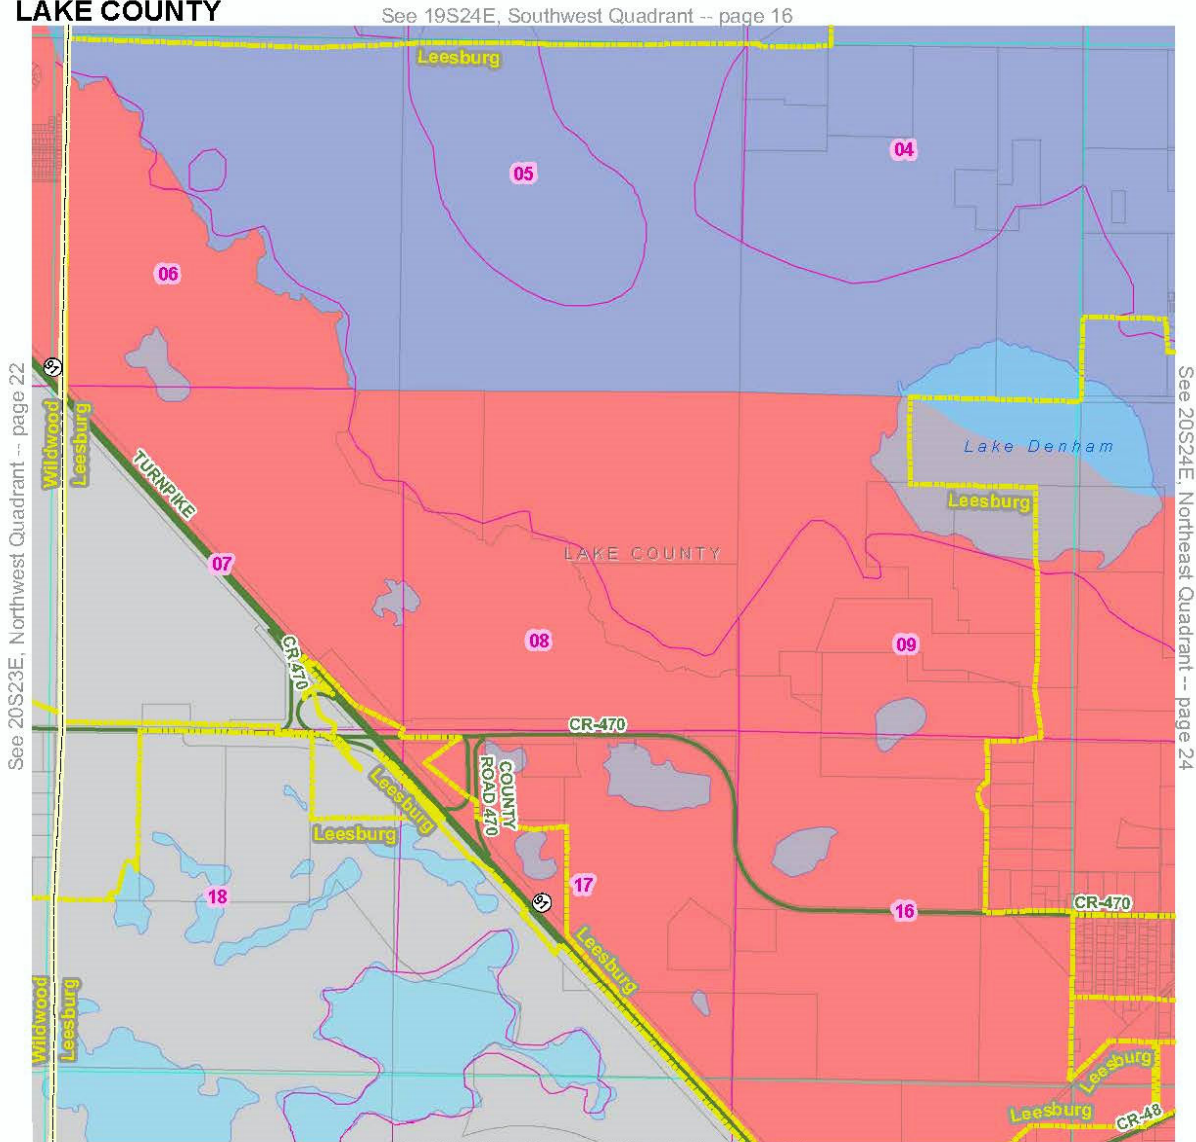 LAKE COUNTY
See 19S24E, Southwest Quadrant -- page 16
Leesburg
04
05
06
See 20S23E, Northwest Quadrant -- page 22
See 20S24E, Northeast Quadrant -- page 24
91
Wildwood
Leesburg
Lake Denham
TURNPIKE
Leesburg
LAKE COUNTY
07
08
09
CR 470
CR-470
COUNTY
ROAD 470
Leesburg
Leesburg
17
18
91
CR-470
16
Leesburg
Wildwood
Leesburg
Leesburg
Leesburg
CR-48